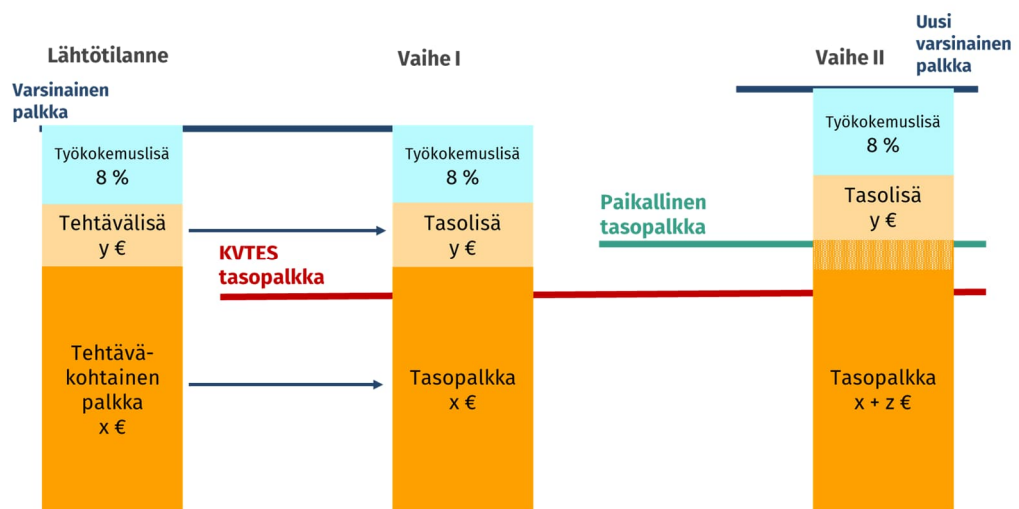 Lähtötilanne
Varsinainen
palkka
Työkokemuslisä
8 %
Tehtävälisä
y €
Tehtävä-
kohtainen
palkka
x €
Vaihe I
KVTES
tasopalkka
Työkokemuslisä
8 %
Tasolisä
y €
Tasopalkka
x €
Paikallinen
tasopalkka
Vaihe II
Uusi
varsinainen
palkka
Työkokemuslisä
8 %
Tasolisä
y €
Tasopalkka
x + z €